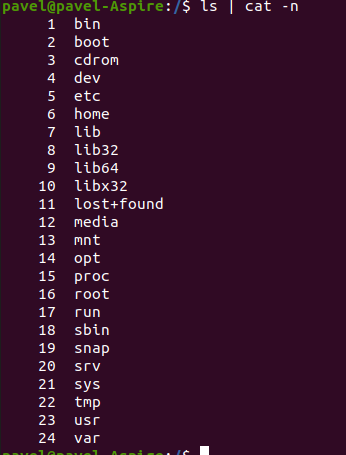 pavel@pavel-Aspire:/$ ls | cat -n
1 bin
2 boot
3 cdrom
4 dev
5 etc
6 home
7 lib
8 lib32
9 lib64
10 libx32
11 lost+found
12 media
13 mnt
14 opt
15 proc
16 root
17 run
18 sbin
19 snap
20 srv
21 sys
22 tmp
23 usr
24 var
pavel@pavel-Aspire:/$